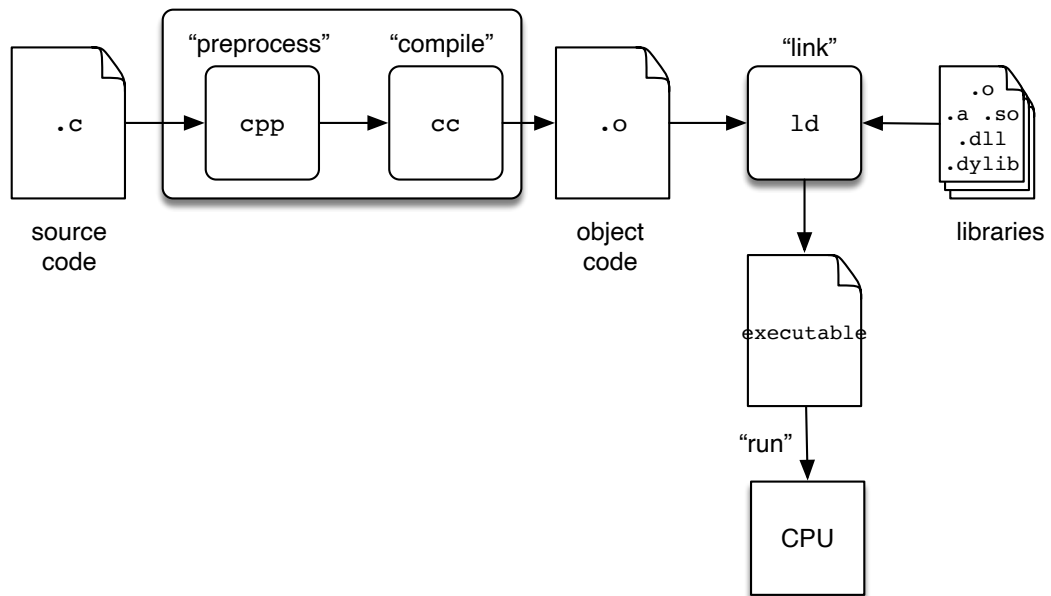 “preprocess”
“compile”
“link”
.c
cpp
cc
.o
ld
.o
.a .so
.dll
.dylib
source
code
object
code
libraries
executable
“run”
CPU